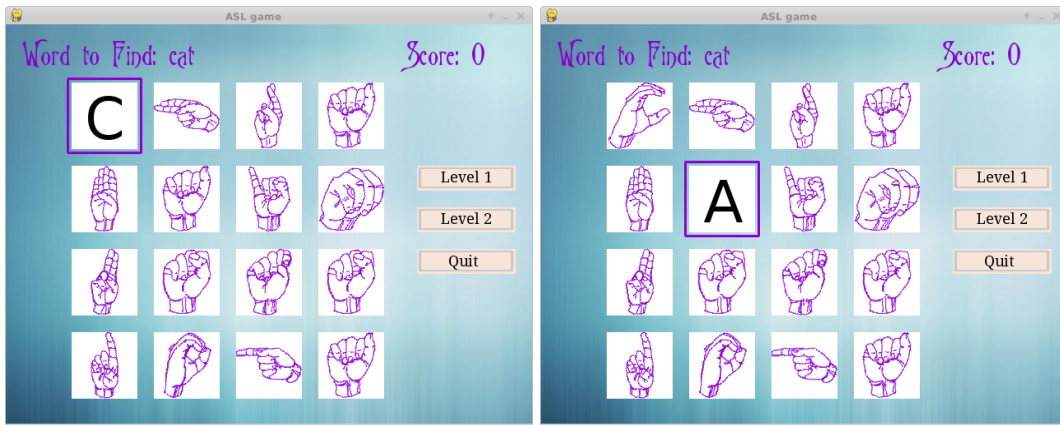 ASL game
Word to Find: cat
Score: 0
C
Level 1
Level 2
Quit
ASL game
Word to Find: cat
Score: 0
A
Level 1
Level 2
Quit